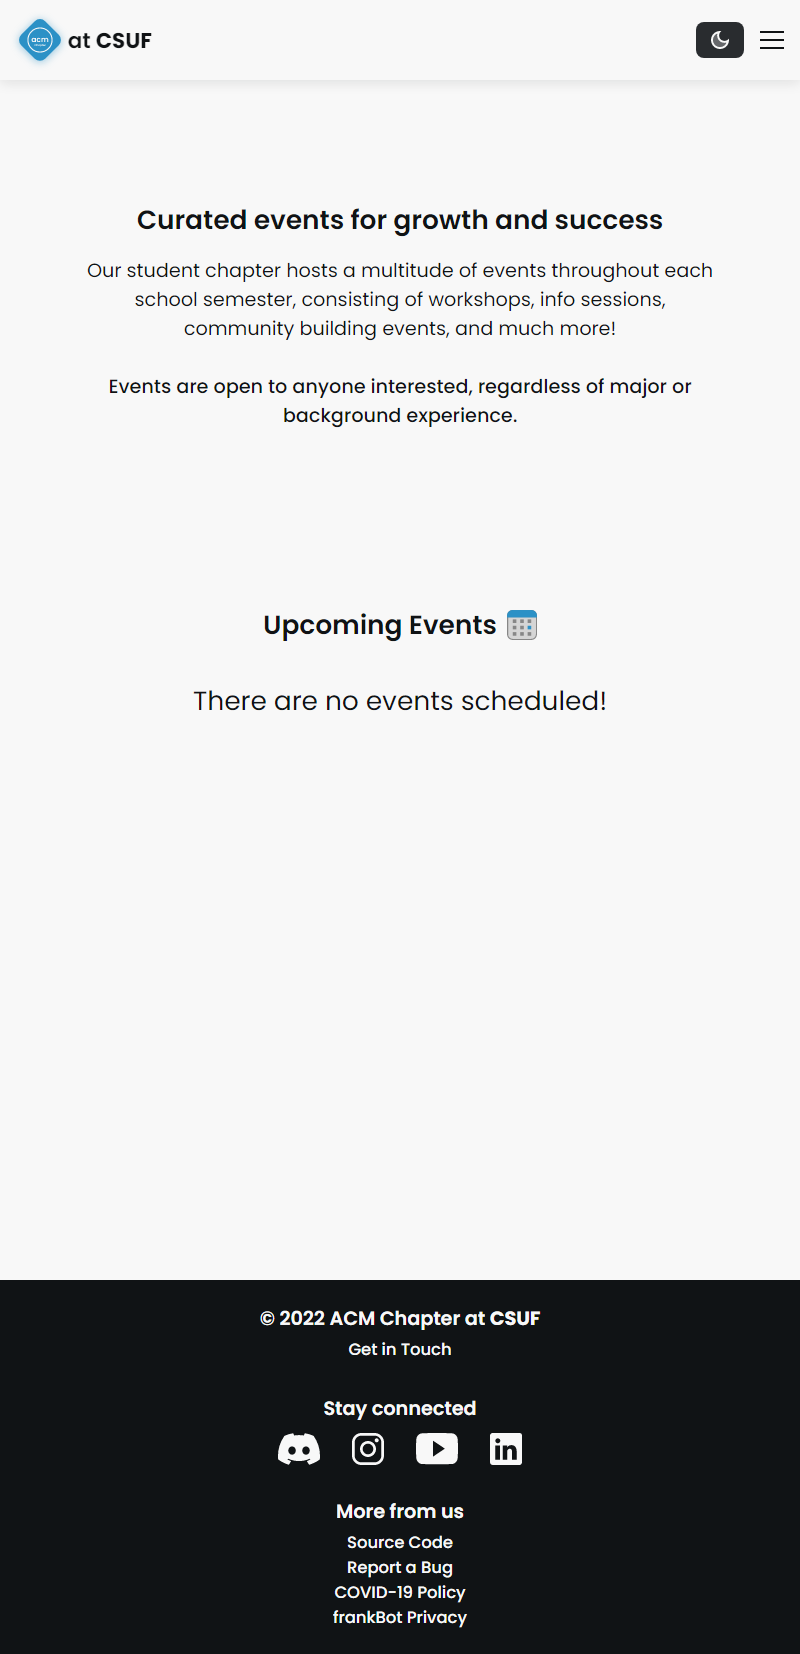 acm
at CSUF
Curated events for growth and success
Our student chapter hosts a multitude of events throughout each
school semester, consisting of workshops, info sessions,
community building events, and much more!
Events are open to anyone interested, regardless of major or
background experience.
Upcoming Events
There are no events scheduled!
© 2022 ACM Chapter at CSUF
Get in Touch
Stay connected
in
More from us
Source Code
Report a Bug
COVID-19 Policy
frankBot Privacy